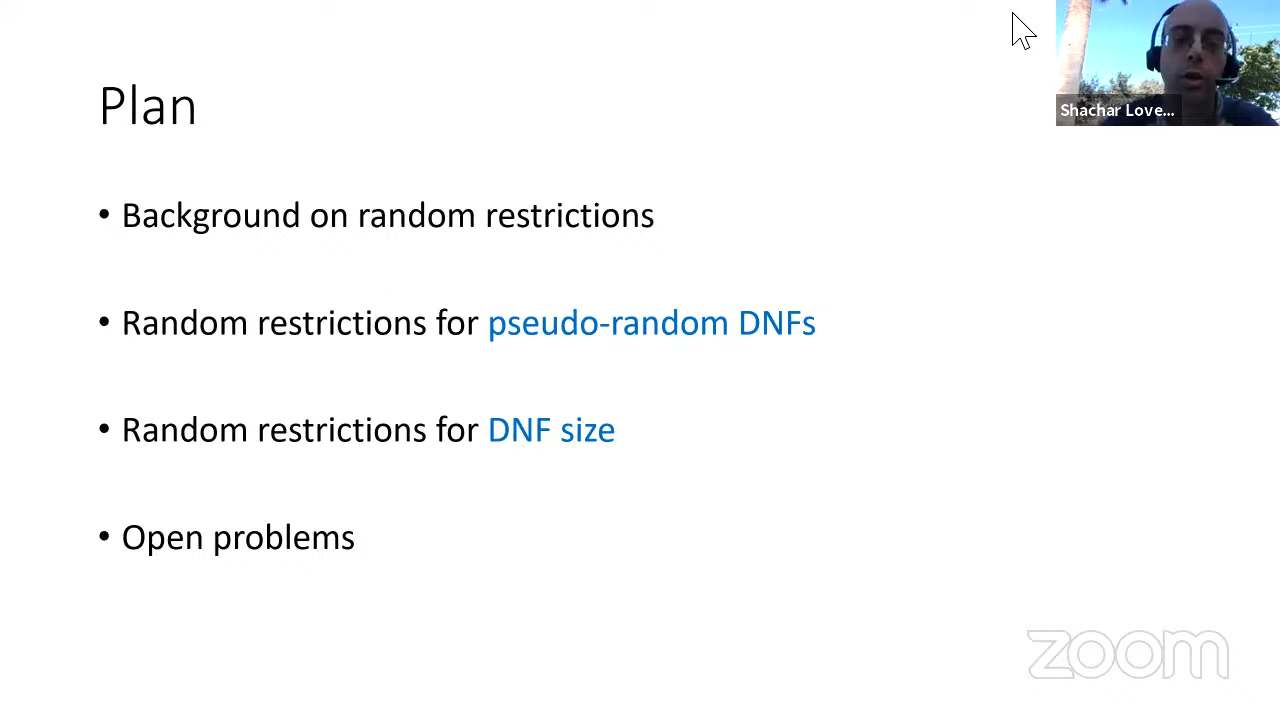 Plan
Shachar Love...
• Background on random restrictions
• Random restrictions for pseudo-random DNFs
• Random restrictions for DNF size
• Open problems
zoom